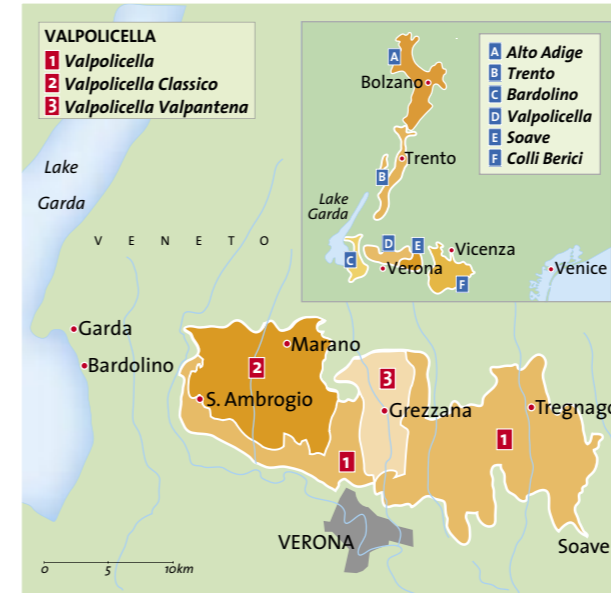 VALPOLICELLA
1 Valpolicella
2 Valpolicella Classico
3 Valpolicella Valpantena
A Alto Adige
B Trento
C Bardolino
D Valpolicella
E Soave
F Colli Berici
A
Bolzano
Trento
B
Lake
Garda
D
E
Vicenza
C
Verona
F
Venice
Lake
Garda
V E N E T O
Garda
Bardolino
Marano
2
3
S. Ambrogio
Grezzana
Tregnago
1
1
VERONA
Soave
0 5 10km